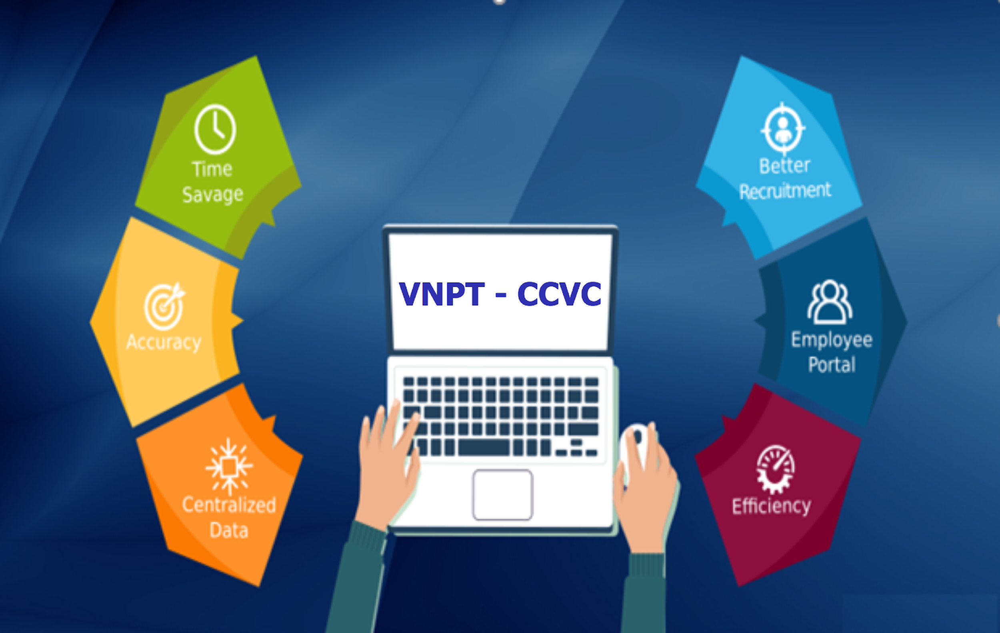 Time
Savage
Accuracy
Centralized
Data
VNPT - CCVC
Better
Recruitment
Employee
Portal
Efficiency